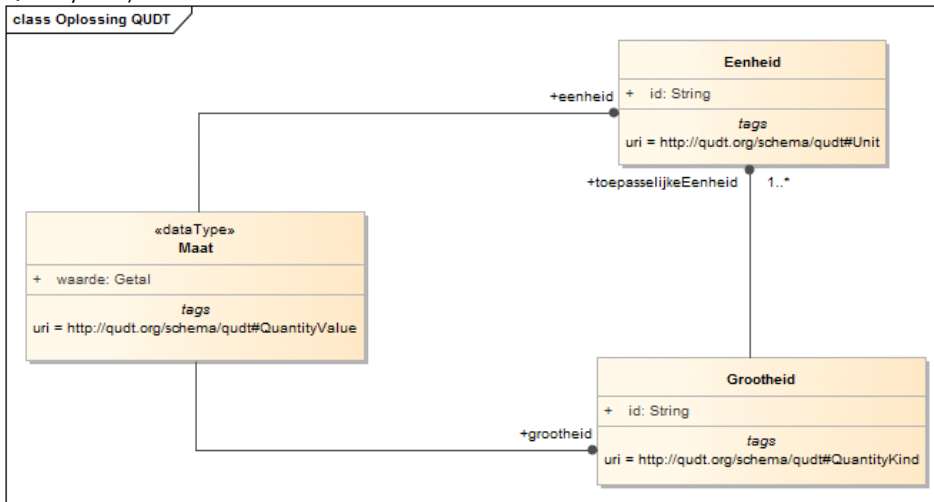 class Oplossing QUDT
Eenheid
+ id: String
tags
uri = http://qudt.org/schema/qudt#Unit
+eenheid
+toepasselijkeEenheid 1..*
«dataType»
Maat
+ waarde: Getal
tags
uri = http://qudt.org/schema/qudt#QuantityValue
Grootheid
+ id: String
tags
uri = http://qudt.org/schema/qudt#QuantityKind
+grootheid